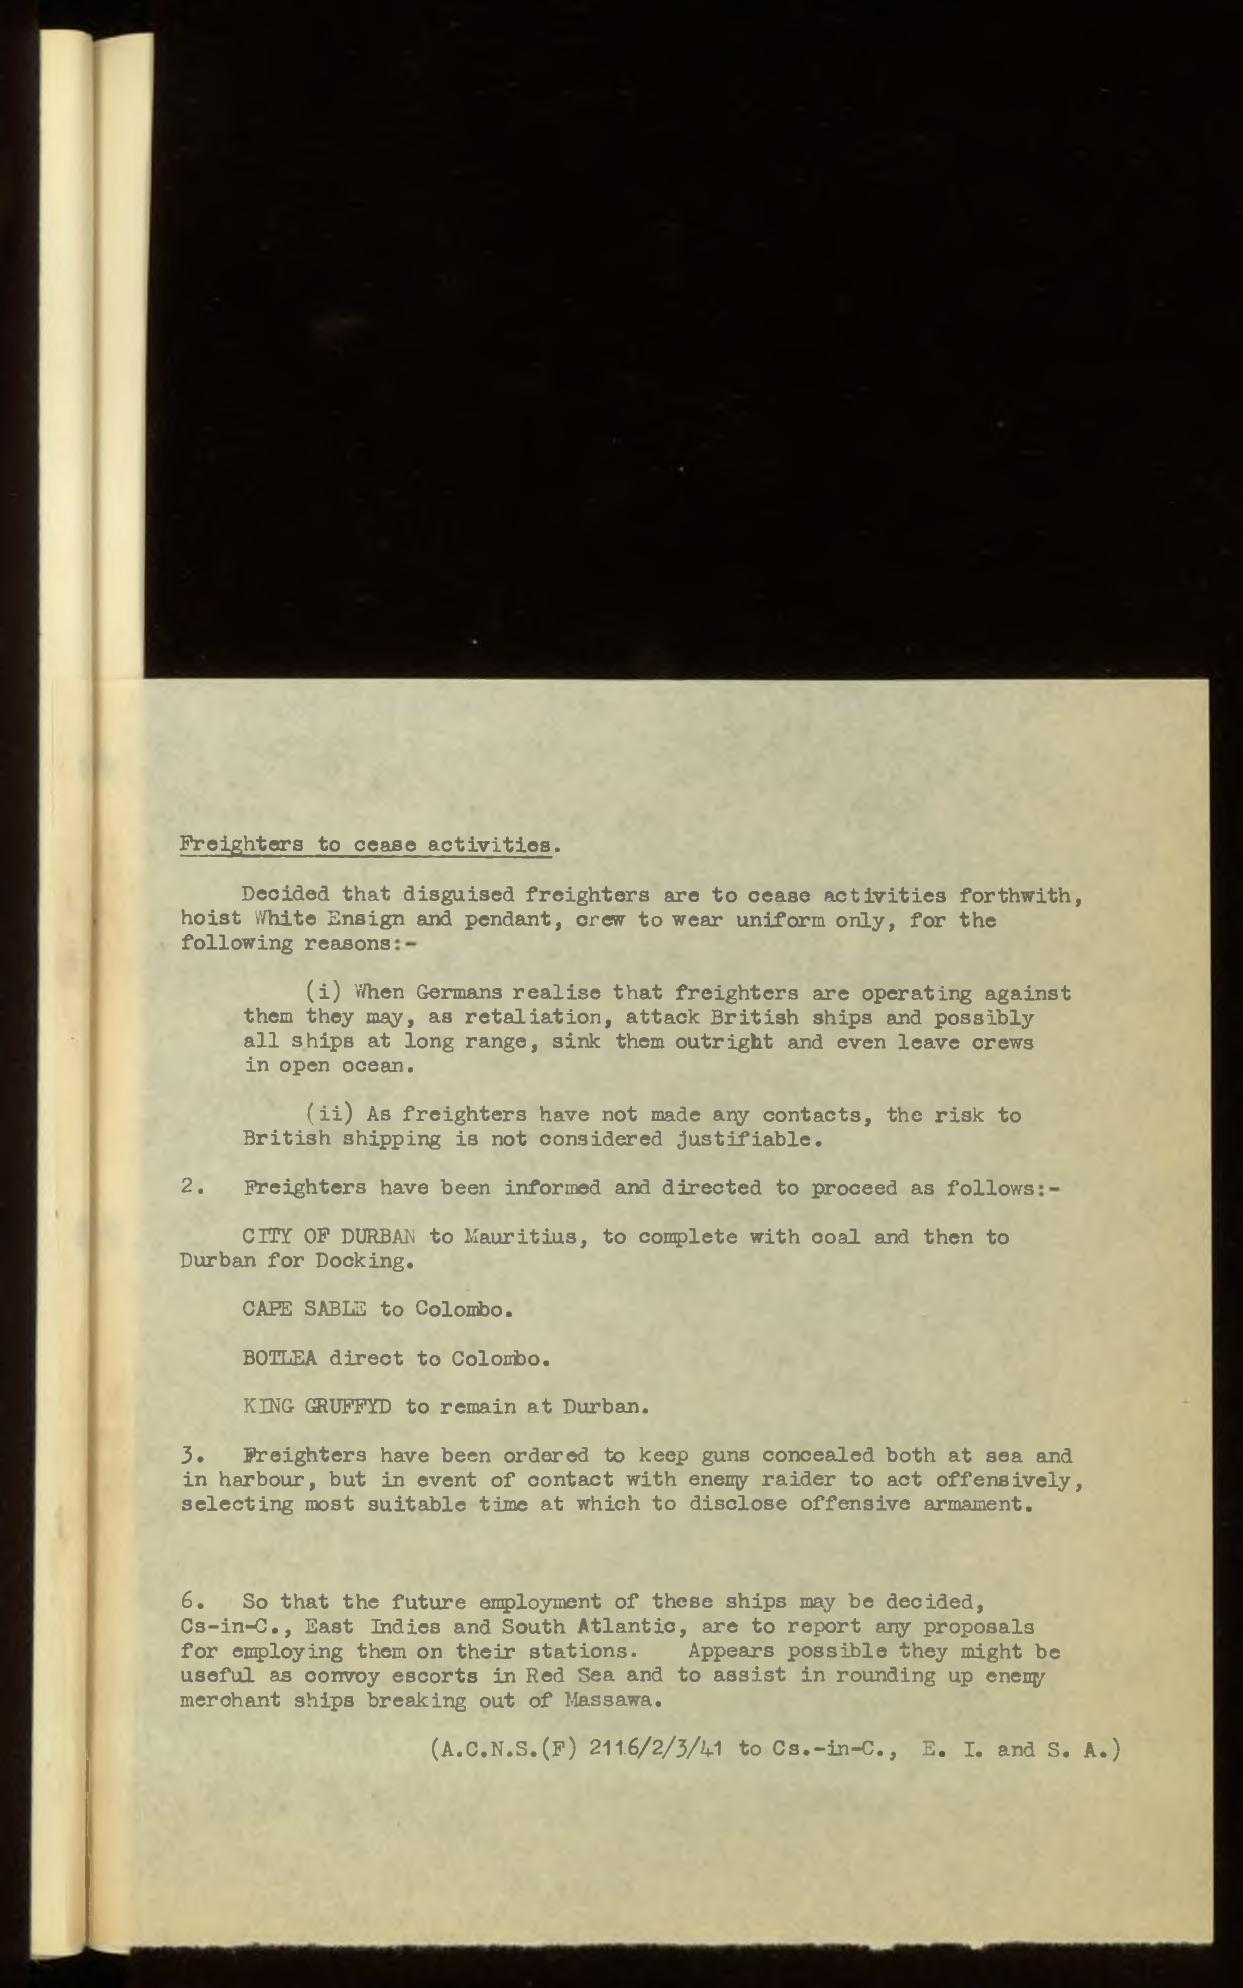 Freighters to cease activities.
Decided that disguised freighters are to cease activities forthwith,
hoist White Ensign and pendant, crew to wear uniform only, for the
following reasons:-
(i) When Germans realise that freighters are operating against
them they may, as retaliation, attack British ships and possibly
all ships at long range, sink them outright and even leave crews
in open ocean.
(ii) As freighters have not made any contacts, the risk to
British shipping is not considered justifiable.
2. Freighters have been informed and directed to proceed as follows:-
CITY OF DURBAN to Mauritius, to complete with coal and then to
Durban for Docking.
CAPE SABLE to Colombo.
BOTLEA direct to Colombo.
KING GRUFFYD to remain at Durban.
3. Freighters have been ordered to keep guns concealed both at sea and
in harbour, but in event of contact with enemy raider to act offensively,
selecting most suitable time at which to disclose offensive armament.
6. So that the future employment of these ships may be decided,
Cs-in-C., East Indies and South Atlantic, are to report any proposals
for employing them on their stations. Appears possible they might be
useful as convoy escorts in Red Sea and to assist in rounding up enemy
merchant ships breaking out of Massawa.
(A.C.N.S.(F) 2116/2/3/41 to Cs.-in-C., E. I. and S. A.)